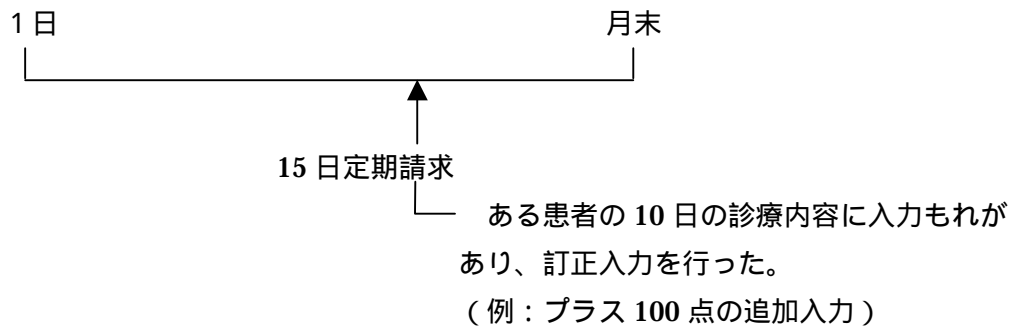 1日 月末
15日定期請求
ある患者の10日の診療内容に入力もれが
あり、訂正入力を行った。
(例:プラス100点の追加入力)